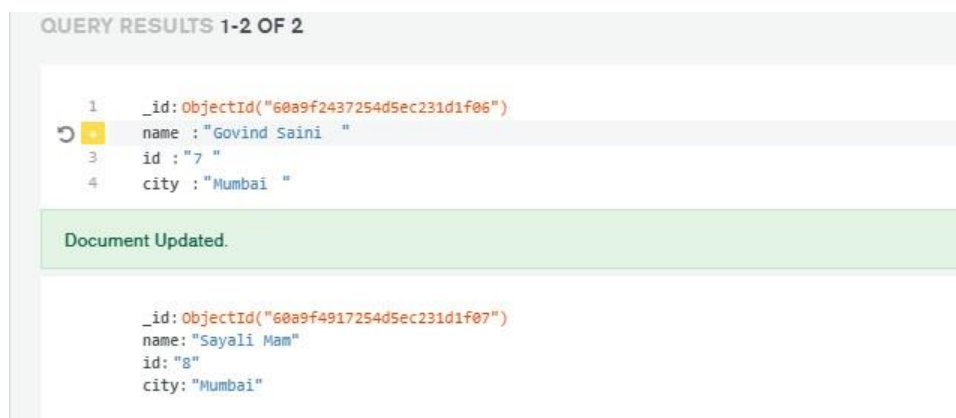 QUERY RESULTS 1-2 OF 2
1 _id: ObjectId("60a9f2437254d5ec231d1f06")
+ name : "Govind Saini  "
3 id : "7 "
4 city : "Mumbai  "
Document Updated.
_id: ObjectId("60a9f4917254d5ec231d1f07")
name: "Sayali Mam"
id: "8"
city: "Mumbai"